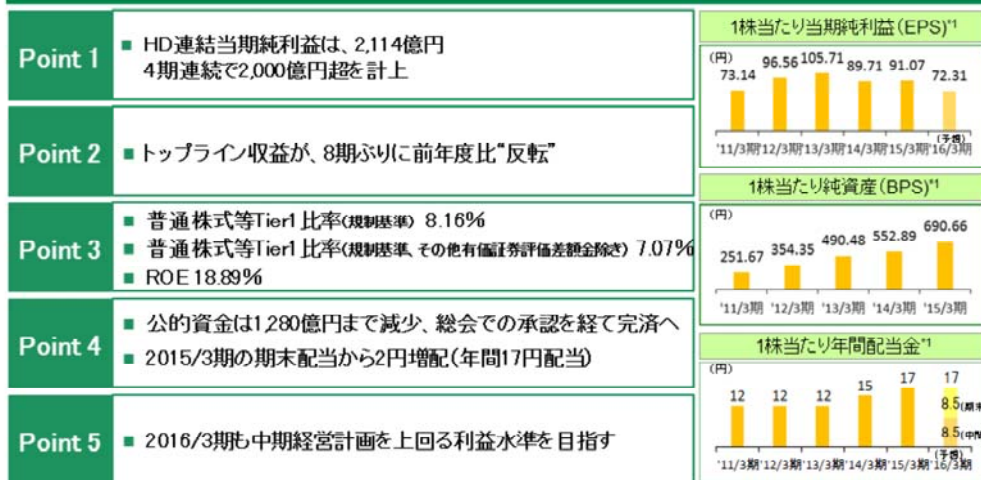 Point 1
■ HD連結当期純利益は、2,114億円
4期連続で2,000億円超を計上
Point 2
■トップライン収益が、8期ぶりに前年度比“反転”
Point 3
■ 普通株式等Tier1 比率(規制基準) 8.16%
■ 普通株式等Tier1 比率(規制基準、その他有価証券評価差額金除き) 7.07%
■ ROE 18.89%
Point 4
■ 公的資金は1,280億円まで減少、総会での承認を経て完済へ
■ 2015/3期の期末配当から2円増配(年間17円配当)
Point 5
■ 2016/3期も中期経営計画を上回る利益水準を目指す
1株当たり当期純利益(EPS)*1
(円)
73.14 96.56 105.71 89.71 91.07 72.31
(予想)
'11/3期 '12/3期 '13/3期 '14/3期 '15/3期 '16/3期
1株当たり純資産(BPS)*1
(円)
251.67 354.35 490.48 552.89 690.66
'11/3期 '12/3期 '13/3期 '14/3期 '15/3期
1株当たり年間配当金*1
(円)
12 12 12 15 17 17
8.5(期末
8.5(中間
(予想)
'11/3期 '12/3期 '13/3期 '14/3期 '15/3期 '16/3期